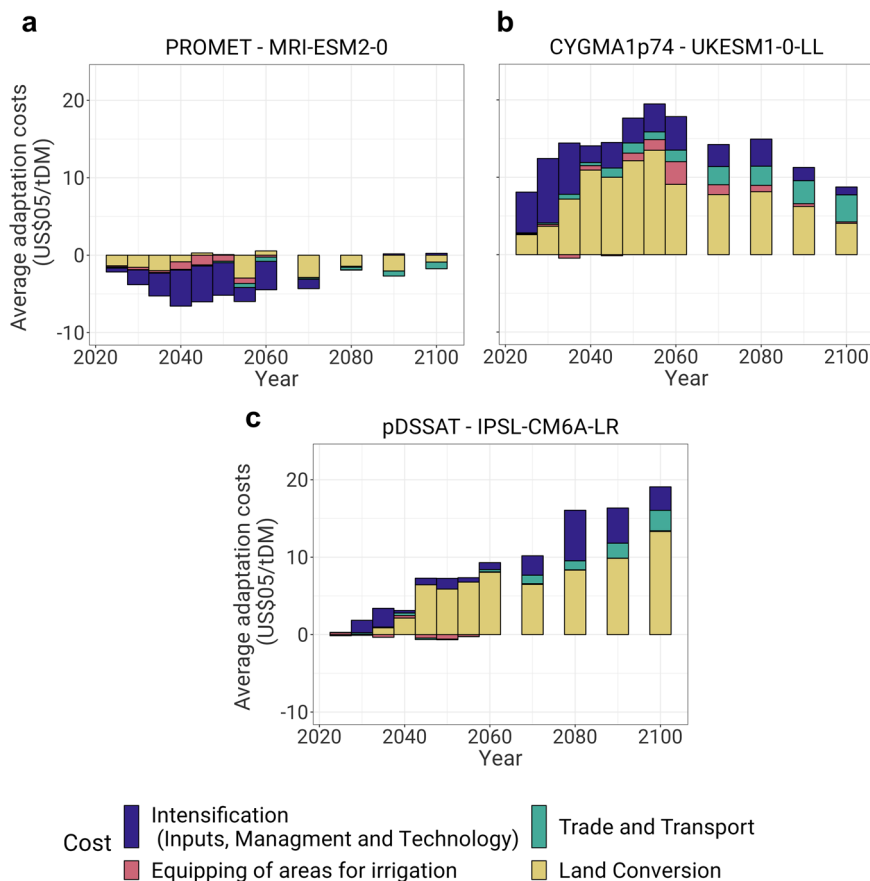 a
PROMET - MRI-ESM2-0
Average adaptation costs
(US$05/tDM)
20
10
0
-10
2020 2040 2060 2080 2100
Year
b
CYGMA1p74 - UKESM1-0-LL
2020 2040 2060 2080 2100
Year
c
pDSSAT - IPSL-CM6A-LR
Average adaptation costs
(US$05/tDM)
20
10
0
-10
2020 2040 2060 2080 2100
Year
Cost
Intensification
(Inputs, Managment and Technology)
Equipping of areas for irrigation
Trade and Transport
Land Conversion